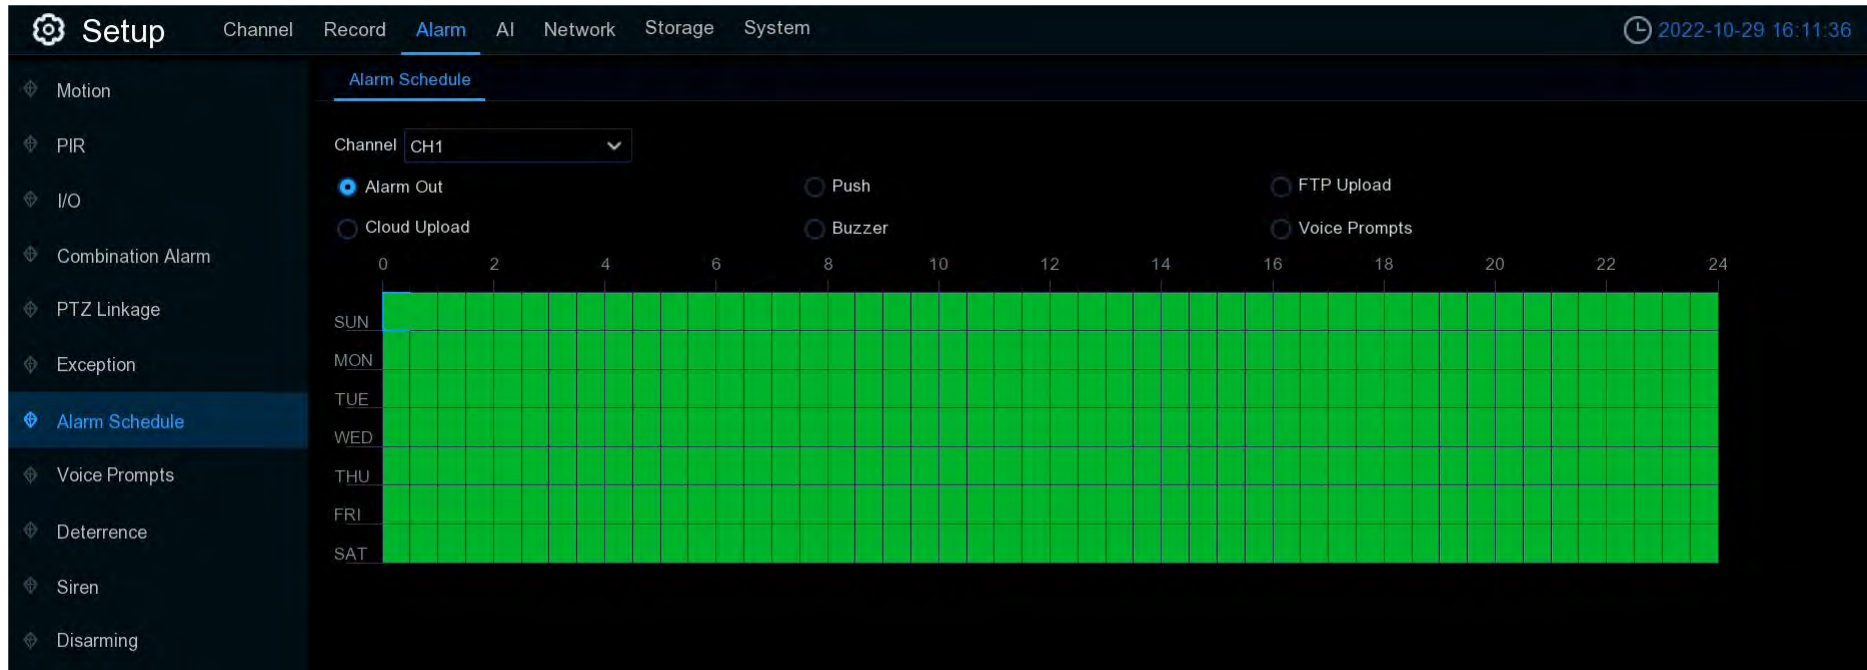 Setup Channel Record Alarm AI Network Storage System 2022-10-29 16:11:36
Alarm Schedule
Motion
PIR
I/O
Combination Alarm
PTZ Linkage
Exception
Alarm Schedule
Voice Prompts
Deterrence
Siren
Disarming
Channel CH1
Alarm Out Push FTP Upload
Cloud Upload Buzzer Voice Prompts
0 2 4 6 8 10 12 14 16 18 20 22 24
SUN
MON
TUE
WED
THU
FRI
SAT